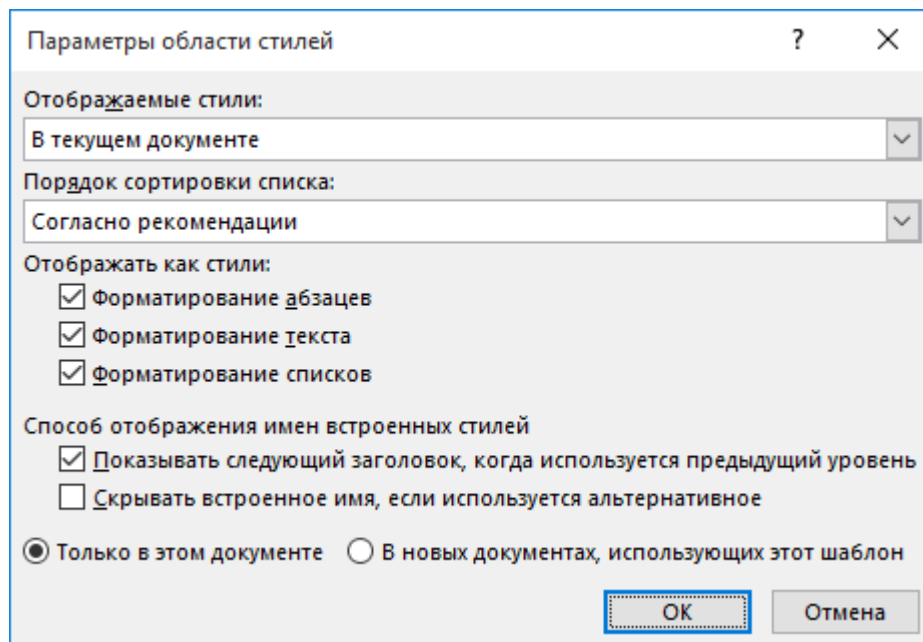 Параметры области стилей ?
Отображаемые стили:
В текущем документе
Порядок сортировки списка:
Согласно рекомендации
Отображать как стили:
Форматирование абзацев
Форматирование текста
Форматирование списков
Способ отображения имен встроенных стилей
Показывать следующий заголовок, когда используется предыдущий уровень
Скрывать встроенное имя, если используется альтернативное
Только в этом документе В новых документах, использующих этот шаблон
ОК Отмена